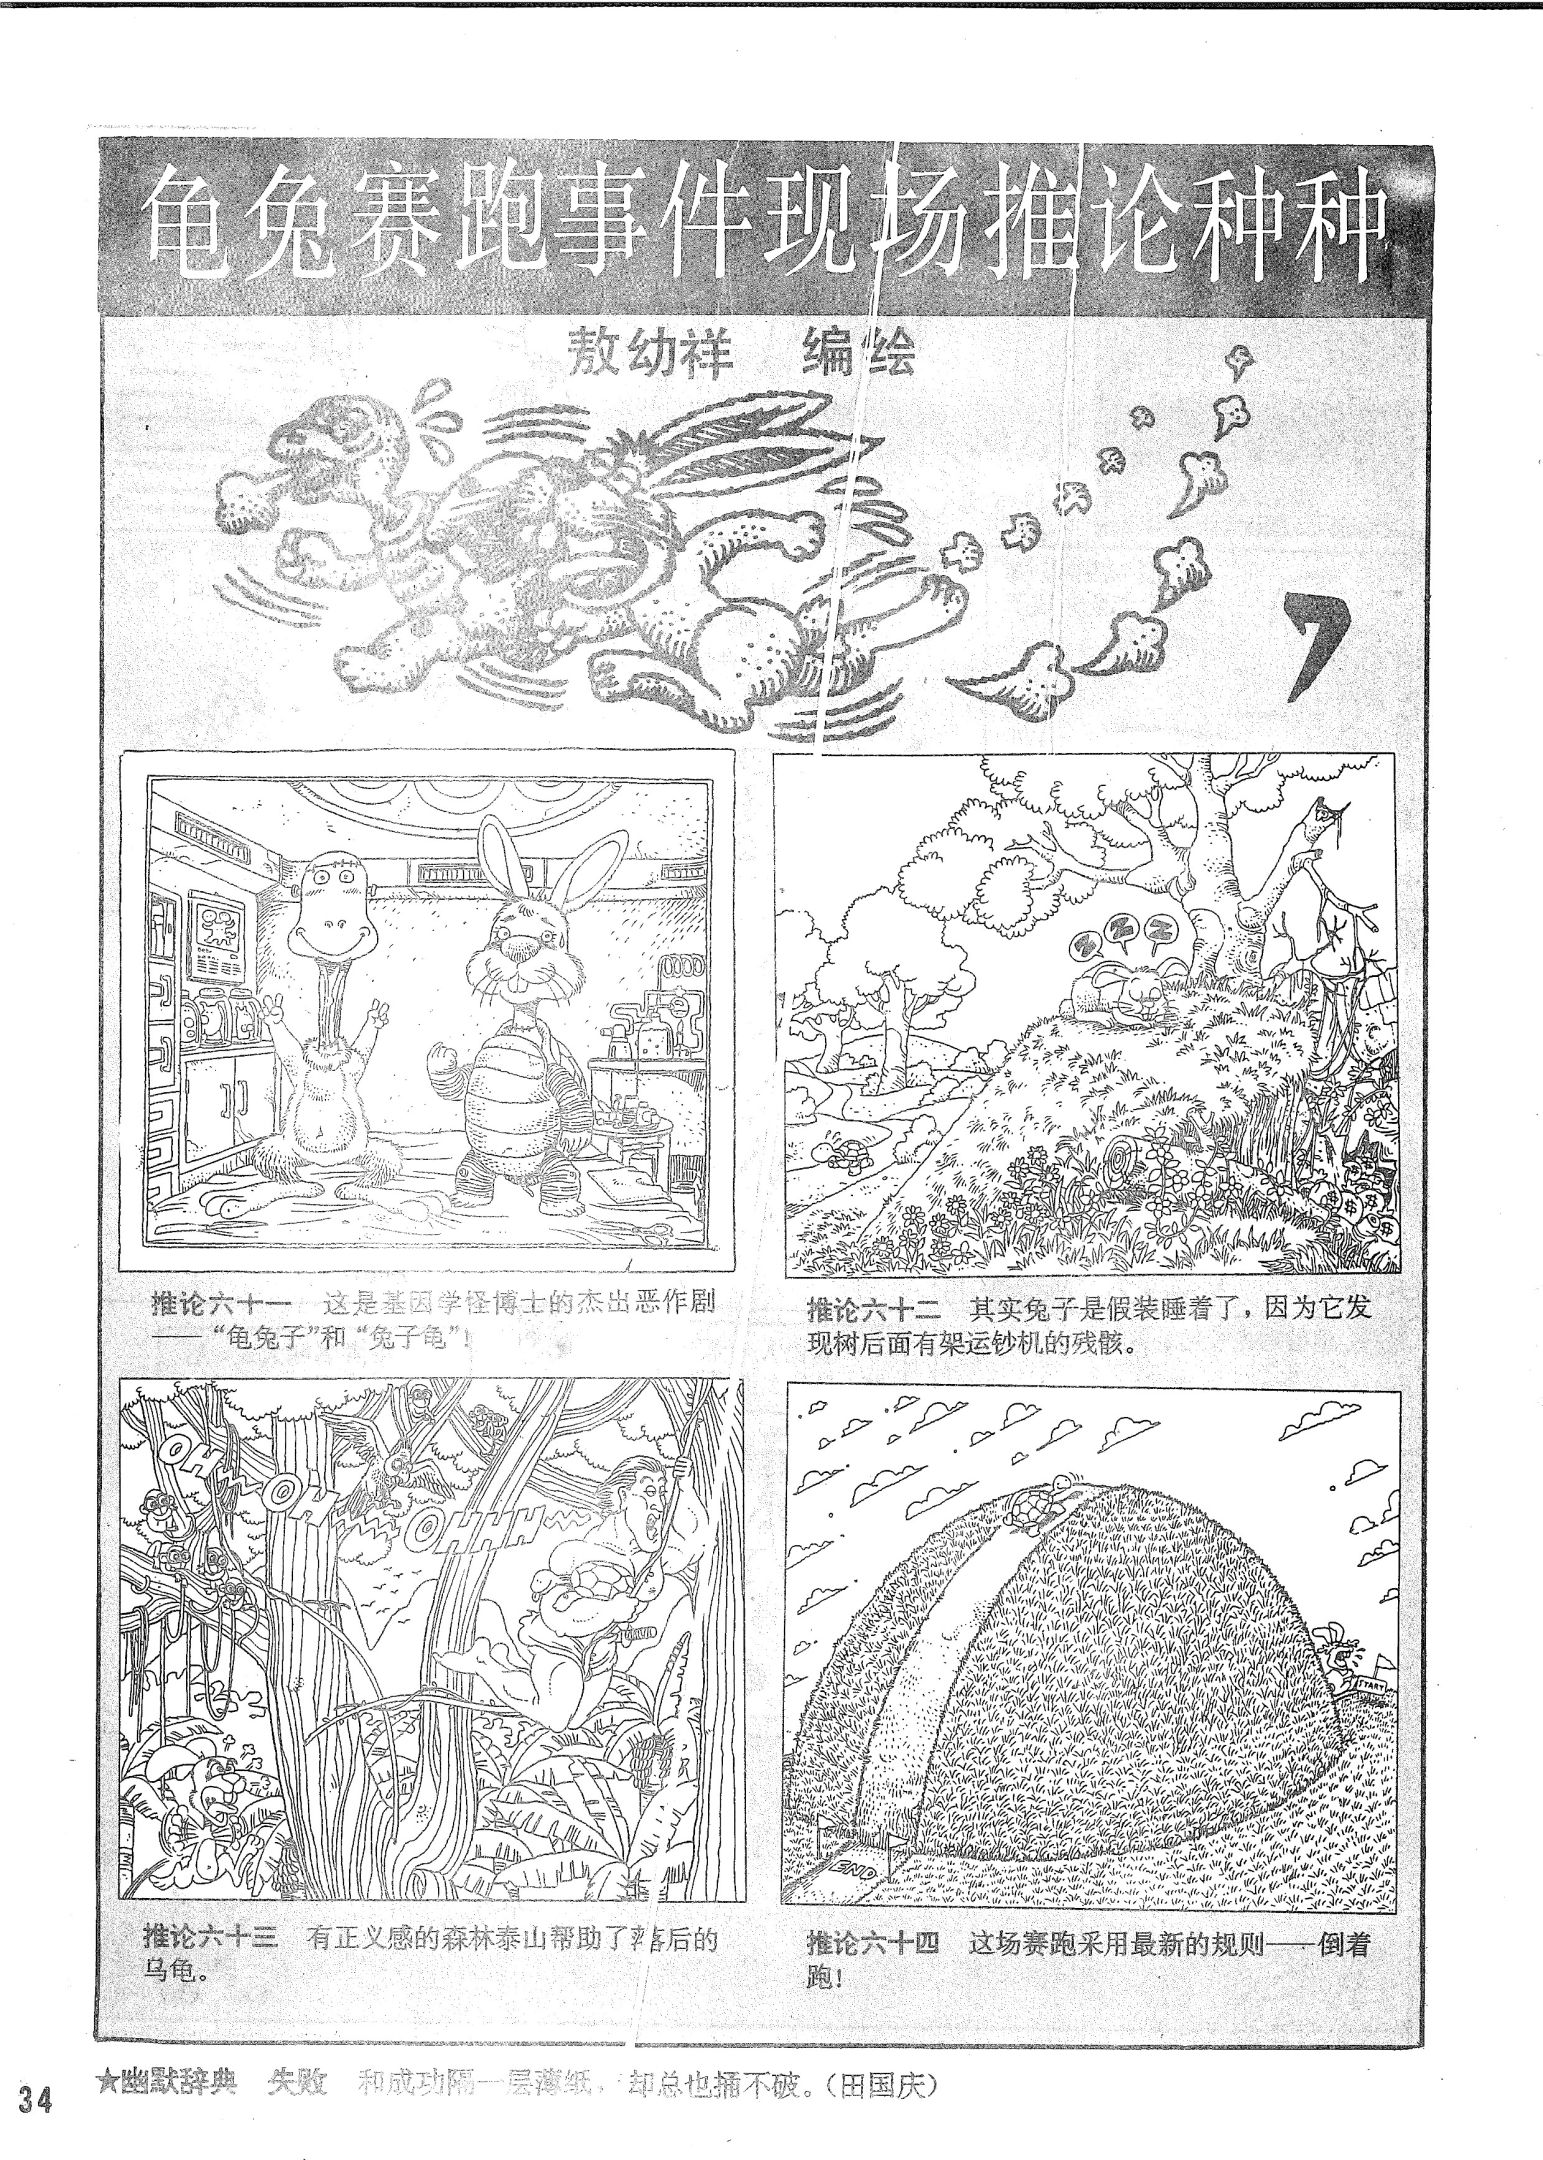 龟兔赛跑事件现场推论种种
敖幼祥 编绘
7
Z Z Z
推论六十一 这是基因学怪博士的杰出恶作剧
——“龟兔子”和“兔子龟”！
推论六十二 其实兔子是假装睡着了，因为它发
现树后面有架运钞机的残骸。
$ $ $ $
OH
OH
OHHH
START
END
推论六十三 有正义感的森林泰山帮助了落后的
乌龟。
推论六十四 这场赛跑采用最新的规则——倒着
跑！
★幽默辞典 失败 和成功隔一层薄纸，却总也捅不破。（田国庆）
34